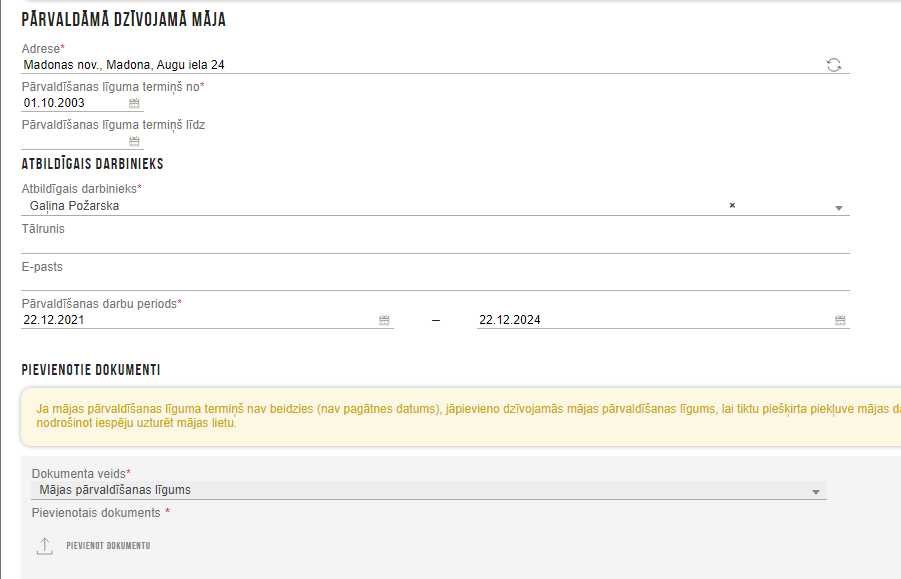 PĀRVALDĀMĀ DZĪVOJAMĀ MĀJA
Adrese*
Madonas nov., Madona, Augu iela 24
Pārvaldīšanas līguma termiņš no*
01.10.2003
Pārvaldīšanas līguma termiņš līdz
ATBILDĪGAIS DARBINIEKS
Atbildīgais darbinieks*
Gaļina Požarska ×
Tālrunis
E-pasts
Pārvaldīšanas darbu periods*
22.12.2021 – 22.12.2024
PIEVIENOTIE DOKUMENTI
Ja mājas pārvaldīšanas līguma termiņš nav beidzies (nav pagātnes datums), jāpievieno dzīvojamās mājas pārvaldīšanas līgums, lai tiktu piešķirta piekļuve mājas
nodrošinot iespēju uzturēt mājas lietu.
Dokumenta veids*
Mājas pārvaldīšanas līgums
Pievienotais dokuments *
PIEVIENOT DOKUMENTU